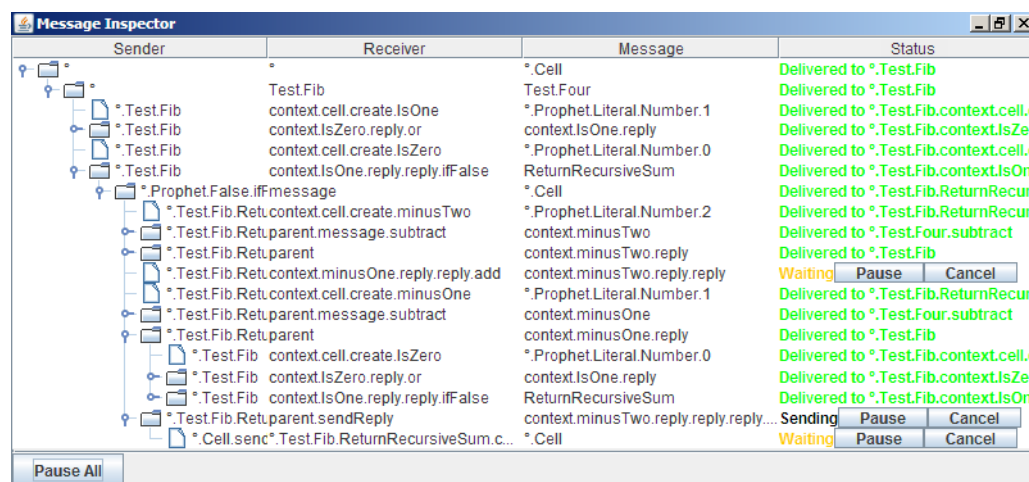 Message Inspector
Sender Receiver Message Status
° ° °.Cell Delivered to °.Test.Fib
° Test.Fib Test.Four Delivered to °.Test.Fib
°.Test.Fib context.cell.create.IsOne °.Prophet.Literal.Number.1 Delivered to °.Test.Fib.context.cell.
°.Test.Fib context.IsZero.reply.or context.IsOne.reply Delivered to °.Test.Fib.context.IsZe
°.Test.Fib context.cell.create.IsZero °.Prophet.Literal.Number.0 Delivered to °.Test.Fib.context.cell.
°.Test.Fib context.IsOne.reply.reply.ifFalse ReturnRecursiveSum Delivered to °.Test.Fib.context.IsOn
°.Prophet.False.ifF message °.Cell Delivered to °.Test.Fib.ReturnRecur
°.Test.Fib.Retu context.cell.create.minusTwo °.Prophet.Literal.Number.2 Delivered to °.Test.Fib.ReturnRecur
°.Test.Fib.Retu parent.message.subtract context.minusTwo Delivered to °.Test.Four.subtract
°.Test.Fib.Retu parent context.minusTwo.reply Delivered to °.Test.Fib
°.Test.Fib.Retu context.minusOne.reply.reply.add context.minusTwo.reply.reply Waiting Pause Cancel
°.Test.Fib.Retu context.cell.create.minusOne °.Prophet.Literal.Number.1 Delivered to °.Test.Fib.ReturnRecur
°.Test.Fib.Retu parent.message.subtract context.minusOne Delivered to °.Test.Four.subtract
°.Test.Fib.Retu parent context.minusOne.reply Delivered to °.Test.Fib
°.Test.Fib context.cell.create.IsZero °.Prophet.Literal.Number.0 Delivered to °.Test.Fib.context.cell.
°.Test.Fib context.IsZero.reply.or context.IsOne.reply Delivered to °.Test.Fib.context.IsZe
°.Test.Fib context.IsOne.reply.reply.ifFalse ReturnRecursiveSum Delivered to °.Test.Fib.context.IsOn
°.Test.Fib.Retu parent.sendReply context.minusTwo.reply.reply.reply.... Sending Pause Cancel
°.Cell.senc °.Test.Fib.ReturnRecursiveSum.c... °.Cell Waiting Pause Cancel
Pause All